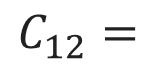 C₁₂ =